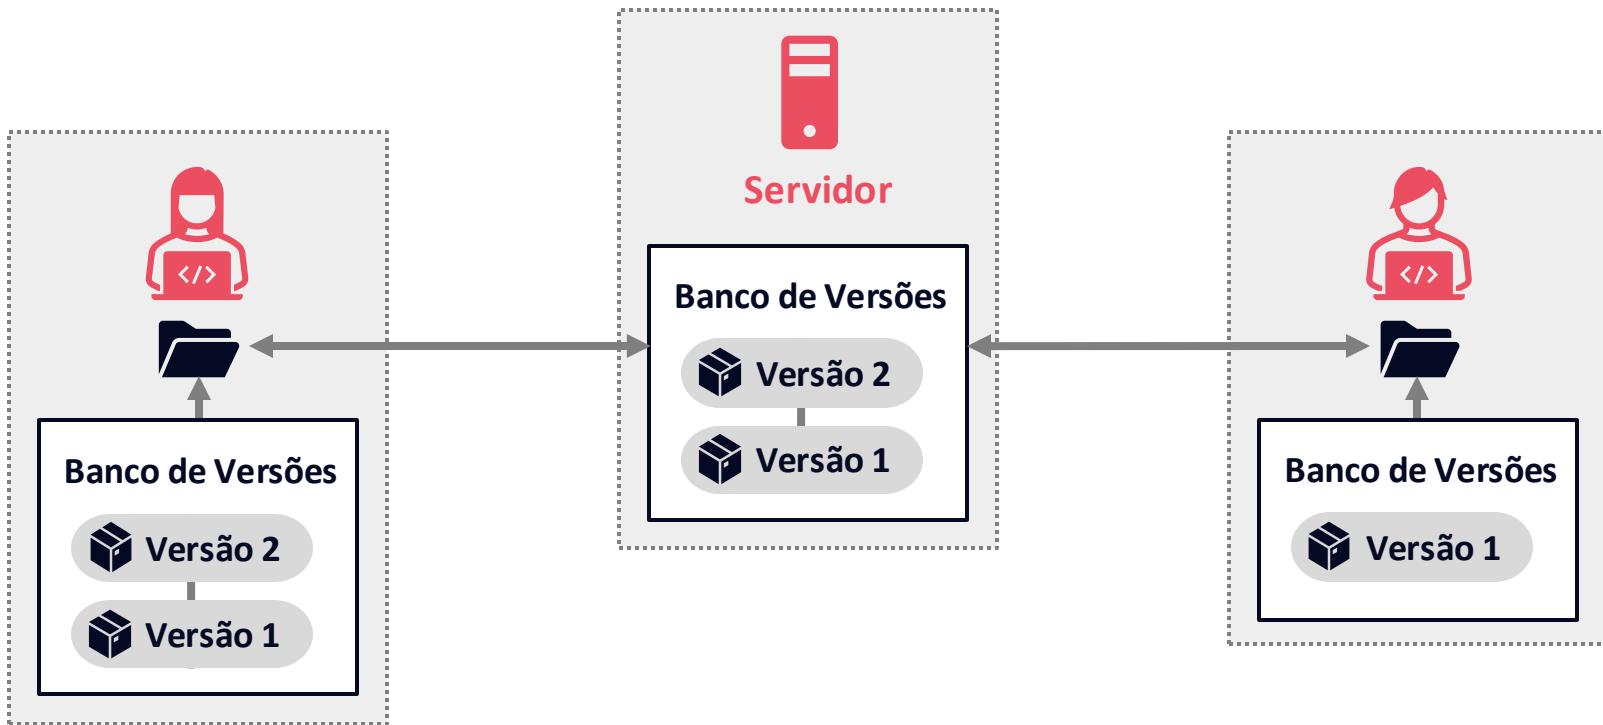 Servidor
Banco de Versões
Versão 2
Versão 1
</>
Banco de Versões
Versão 2
Versão 1
</>
Banco de Versões
Versão 1